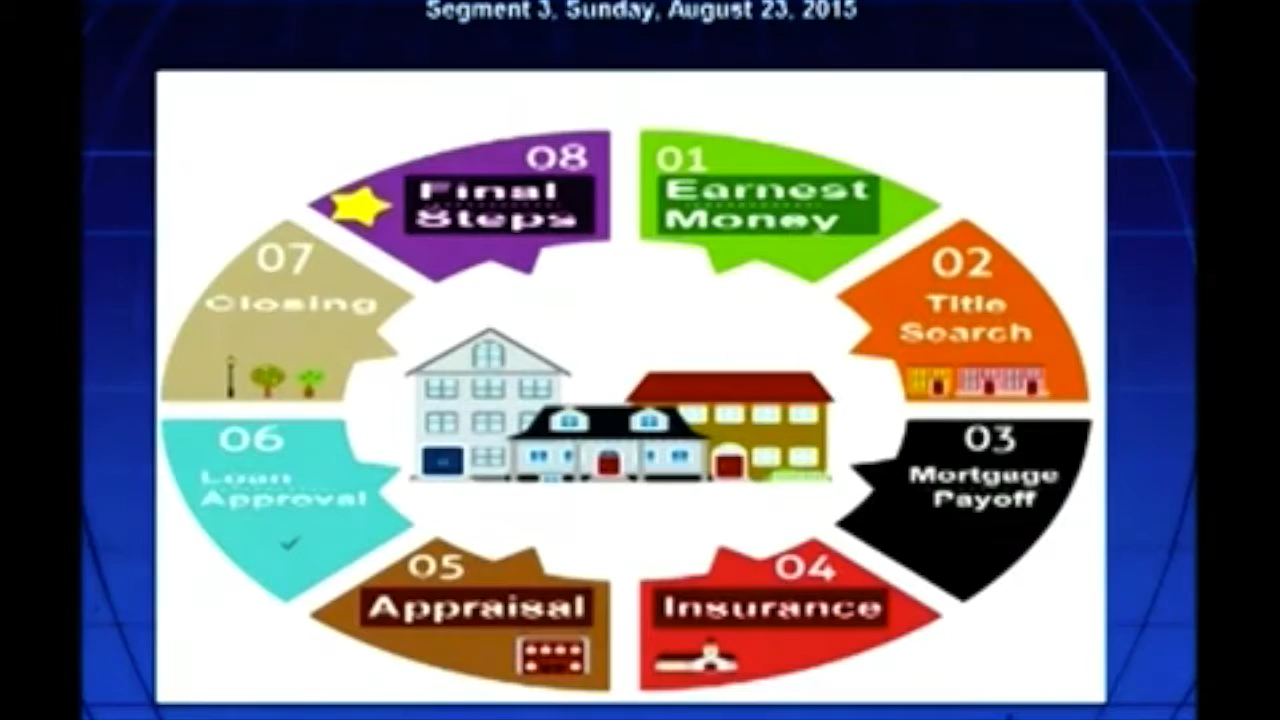 Segment 3, Sunday, August 23, 2015
01
Earnest
Money
02
Title
Search
03
Mortgage
Payoff
04
Insurance
05
Appraisal
06
Loan
Approval
07
Closing
08
Final
Steps